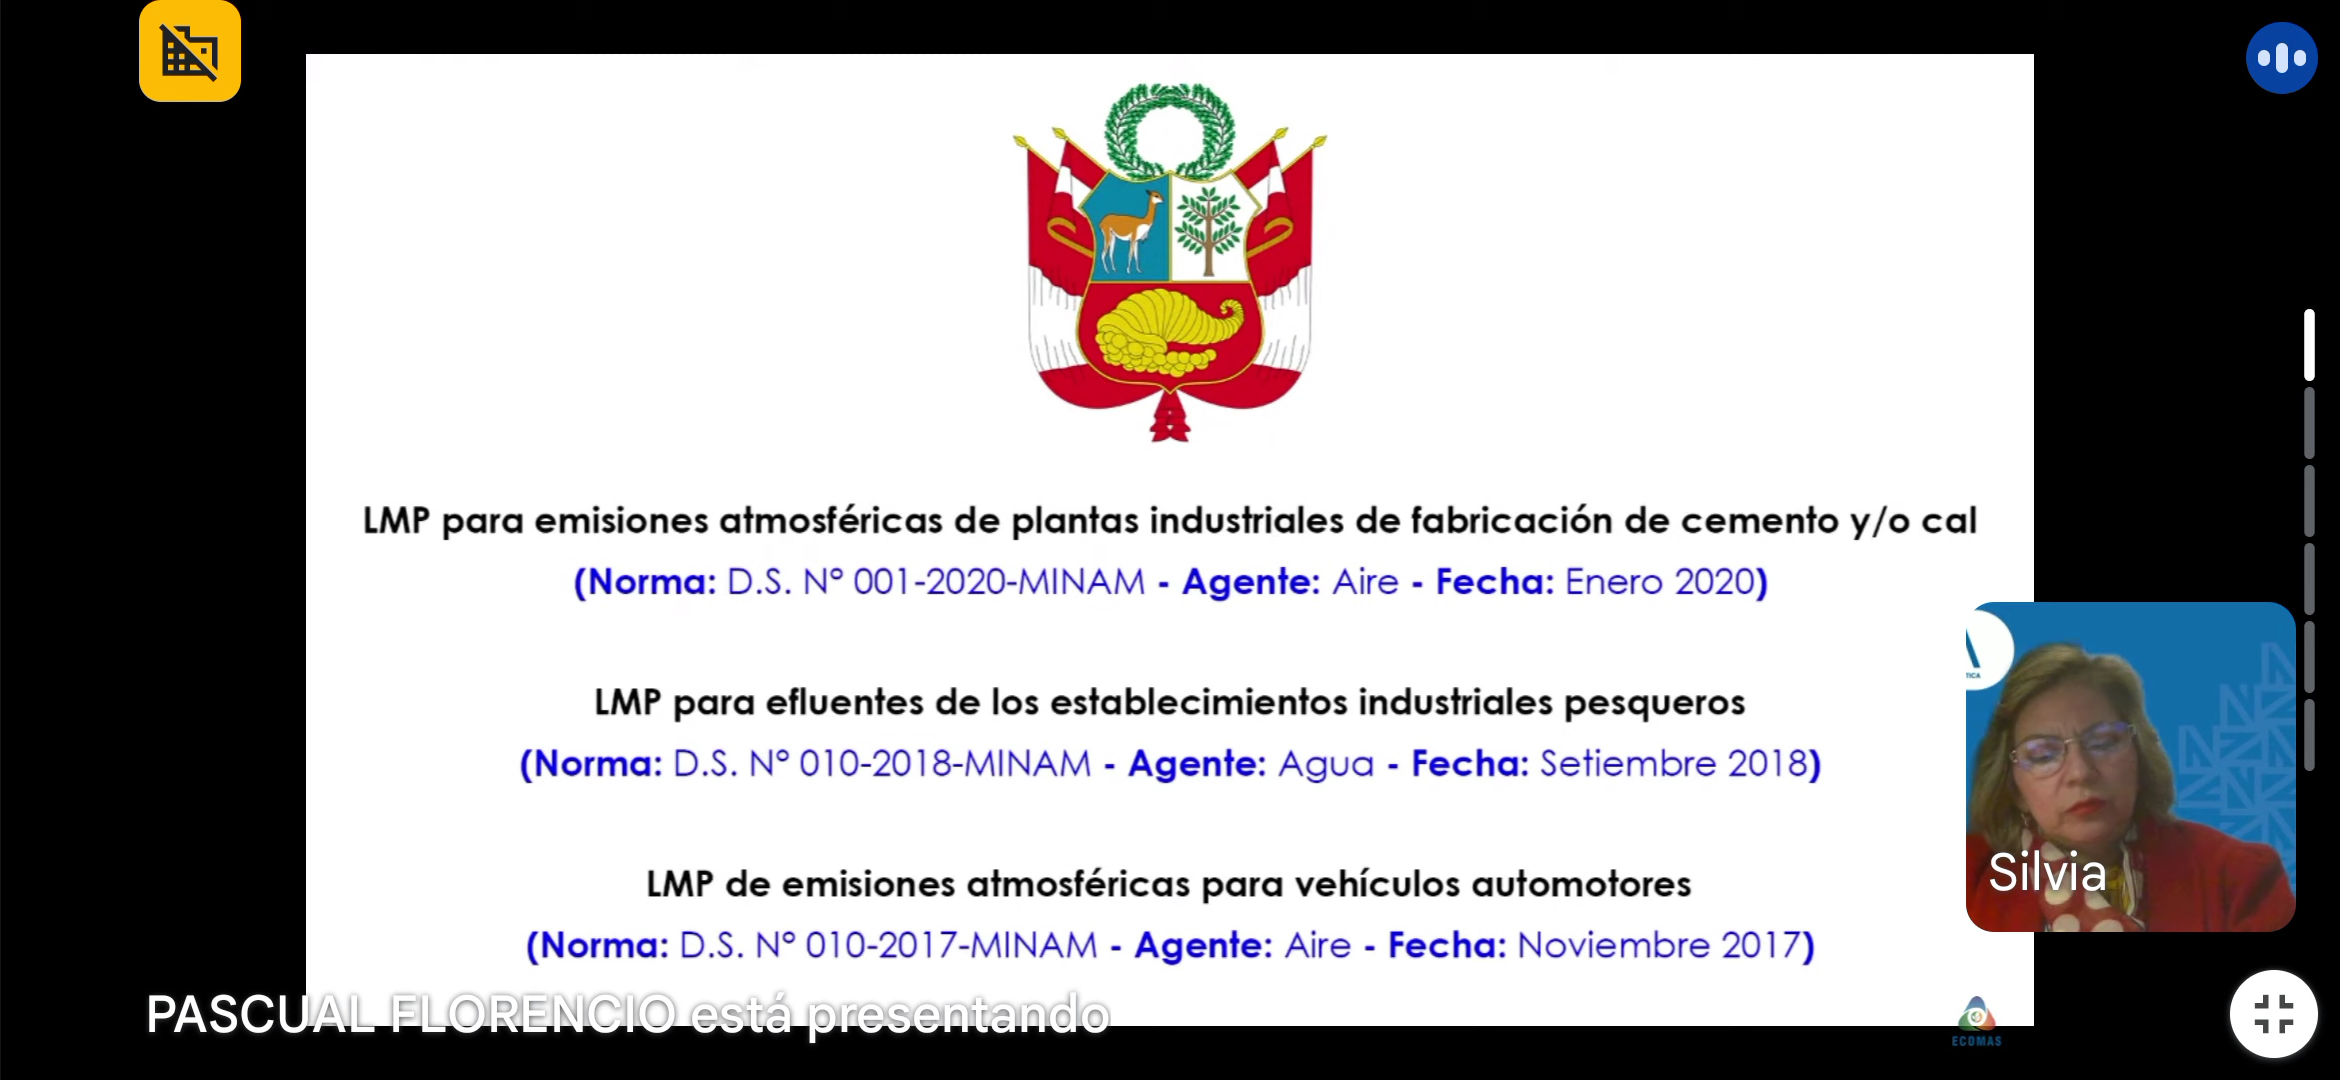 LMP para emisiones atmosféricas de plantas industriales de fabricación de cemento y/o cal
(Norma: D.S. N° 001-2020-MINAM - Agente: Aire - Fecha: Enero 2020)
LMP para efluentes de los establecimientos industriales pesqueros
(Norma: D.S. N° 010-2018-MINAM - Agente: Agua - Fecha: Setiembre 2018)
LMP de emisiones atmosféricas para vehículos automotores
(Norma: D.S. N° 010-2017-MINAM - Agente: Aire - Fecha: Noviembre 2017)
Silvia
PASCUAL FLORENCIO está presentando
ECOMAS